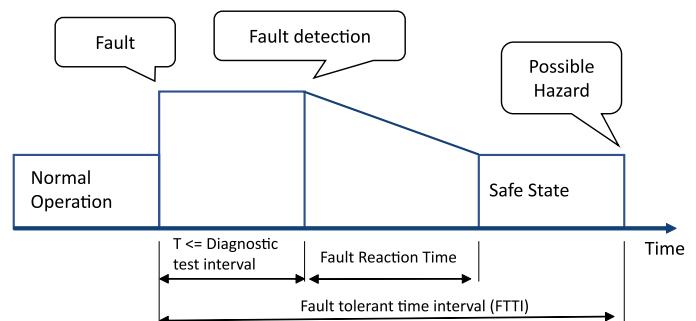 Fault
Fault detection
Possible
Hazard
Normal
Operation
Safe State
Time
T <= Diagnostic
test interval
Fault Reaction Time
Fault tolerant time interval (FTTI)